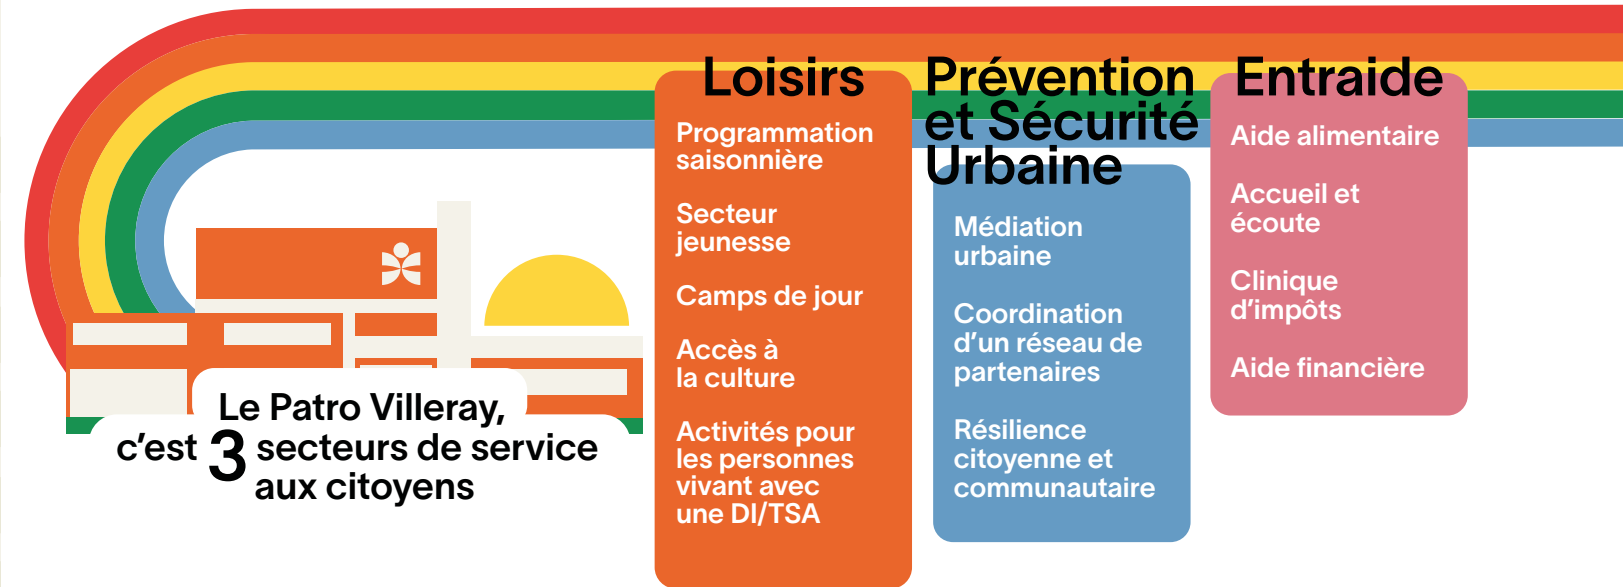 Le Patro Villeray,
c'est 3 secteurs de service
aux citoyens
Loisirs
Programmation
saisonnière
Secteur
jeunesse
Camps de jour
Accès à
la culture
Activités pour
les personnes
vivant avec
une DI/TSA
Prévention
et Sécurité
Urbaine
Médiation
urbaine
Coordination
d'un réseau de
partenaires
Résilience
citoyenne et
communautaire
Entraide
Aide alimentaire
Accueil et
écoute
Clinique
d'impôts
Aide financière